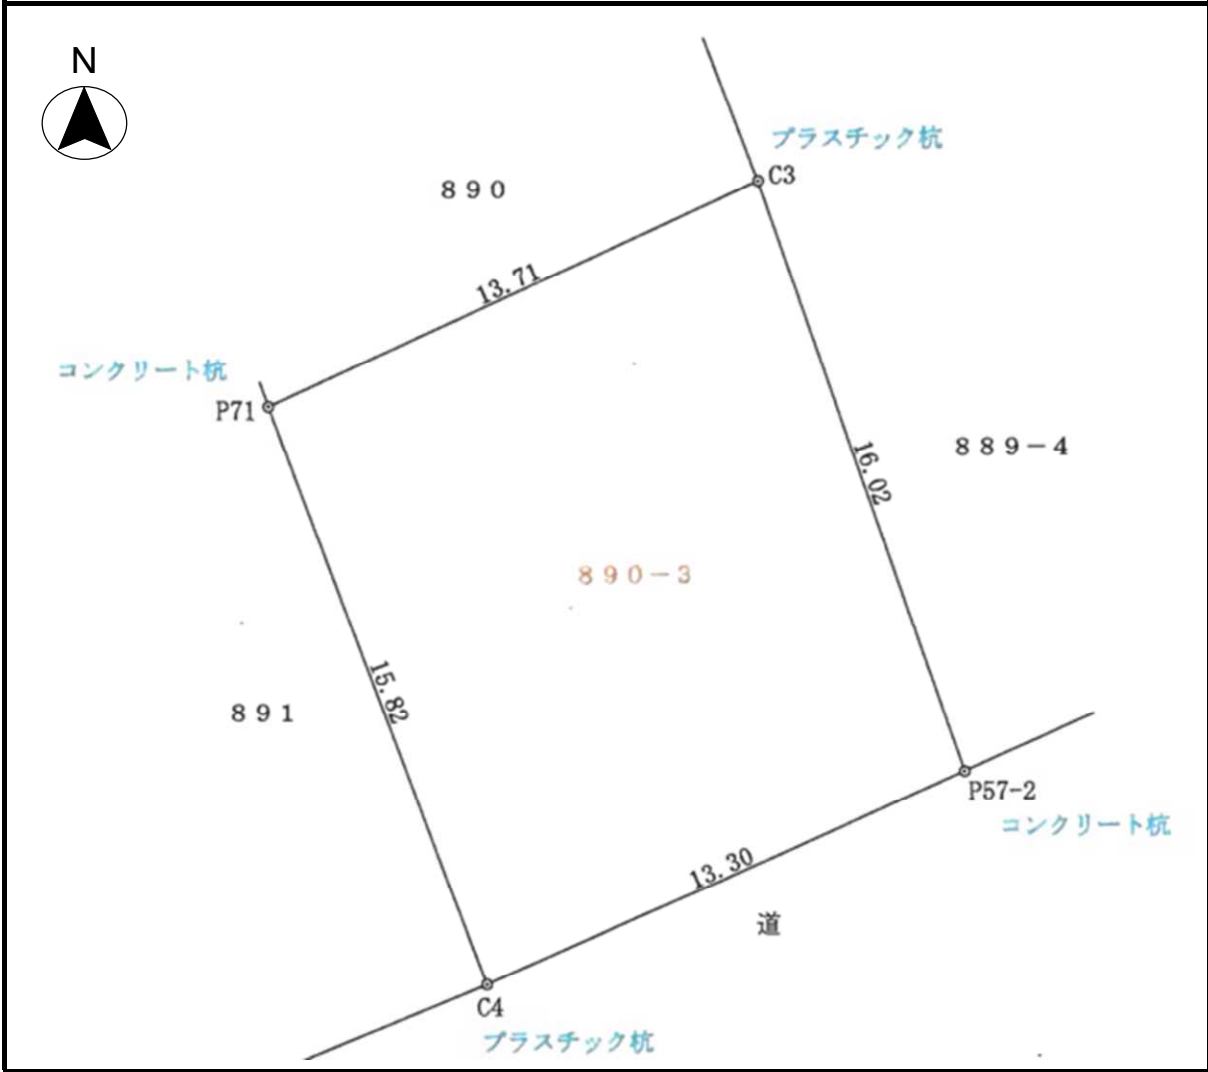 N
プラスチック杭
C3
８９０
13.71
コンクリート杭
P71
16.02
８８９－４
８９０－３
15.82
８９１
P57-2
コンクリート杭
13.30
道
C4
プラスチック杭